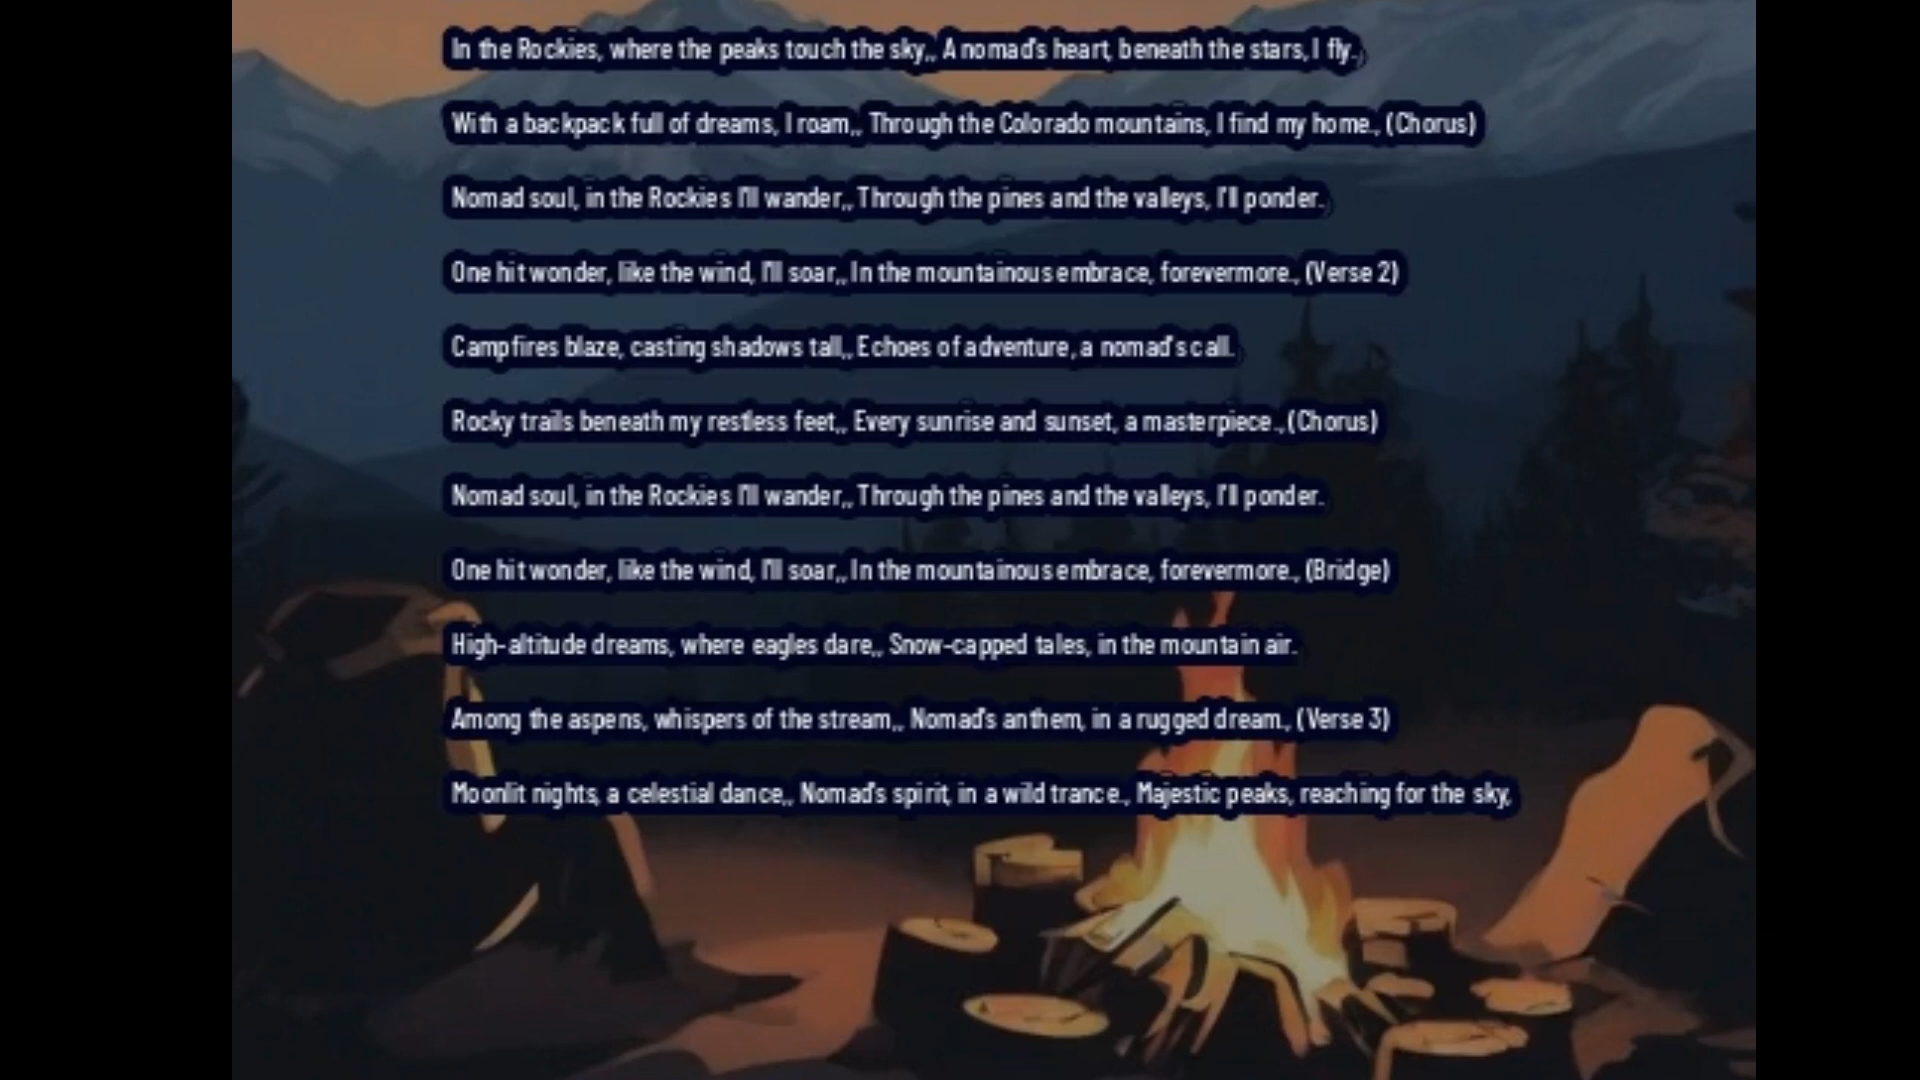 In the Rockies, where the peaks touch the sky,, A nomad's heart, beneath the stars, I fly.,
With a backpack full of dreams, I roam,, Through the Colorado mountains, I find my home., (Chorus)
Nomad soul, in the Rockies I'll wander,, Through the pines and the valleys, I'll ponder.
One hit wonder, like the wind, I'll soar,, In the mountainous embrace, forevermore., (Verse 2)
Campfires blaze, casting shadows tall,, Echoes of adventure, a nomad's call.
Rocky trails beneath my restless feet,, Every sunrise and sunset, a masterpiece., (Chorus)
Nomad soul, in the Rockies I'll wander,, Through the pines and the valleys, I'll ponder.
One hit wonder, like the wind, I'll soar,, In the mountainous embrace, forevermore., (Bridge)
High-altitude dreams, where eagles dare,, Snow-capped tales, in the mountain air.
Among the aspens, whispers of the stream,, Nomad's anthem, in a rugged dream., (Verse 3)
Moonlit nights, a celestial dance,, Nomad's spirit, in a wild trance., Majestic peaks, reaching for the sky,